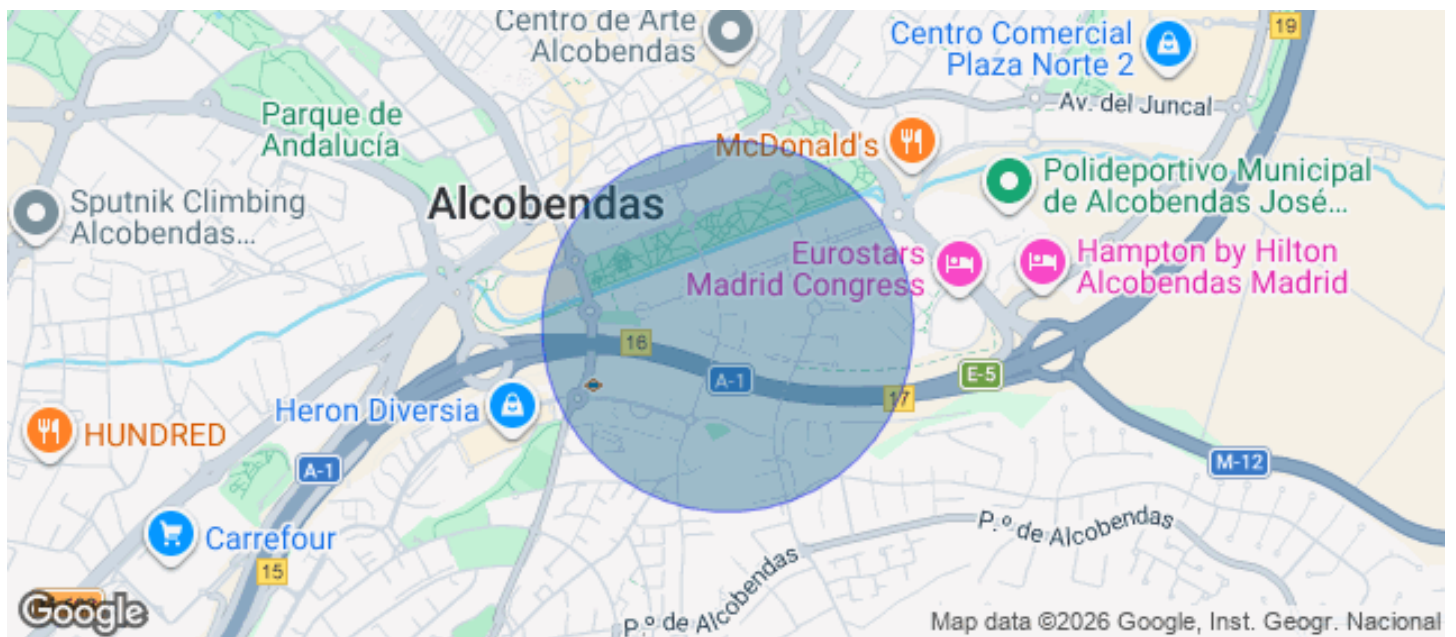 Centro de Arte
Alcobendas
Centro Comercial
Plaza Norte 2
19
Av. del Juncal
Parque de
Andalucía
McDonald's
Polideportivo Municipal
de Alcobendas José...
Sputnik Climbing
Alcobendas...
Alcobendas
Eurostars
Madrid Congress
Hampton by Hilton
Alcobendas Madrid
16
A-1
E-5
17
Heron Diversia
HUNDRED
A-1
M-12
P.º de Alcobendas
Carrefour
15
P.º de Alcobendas
Google
Map data ©2026 Google, Inst. Geogr. Nacional